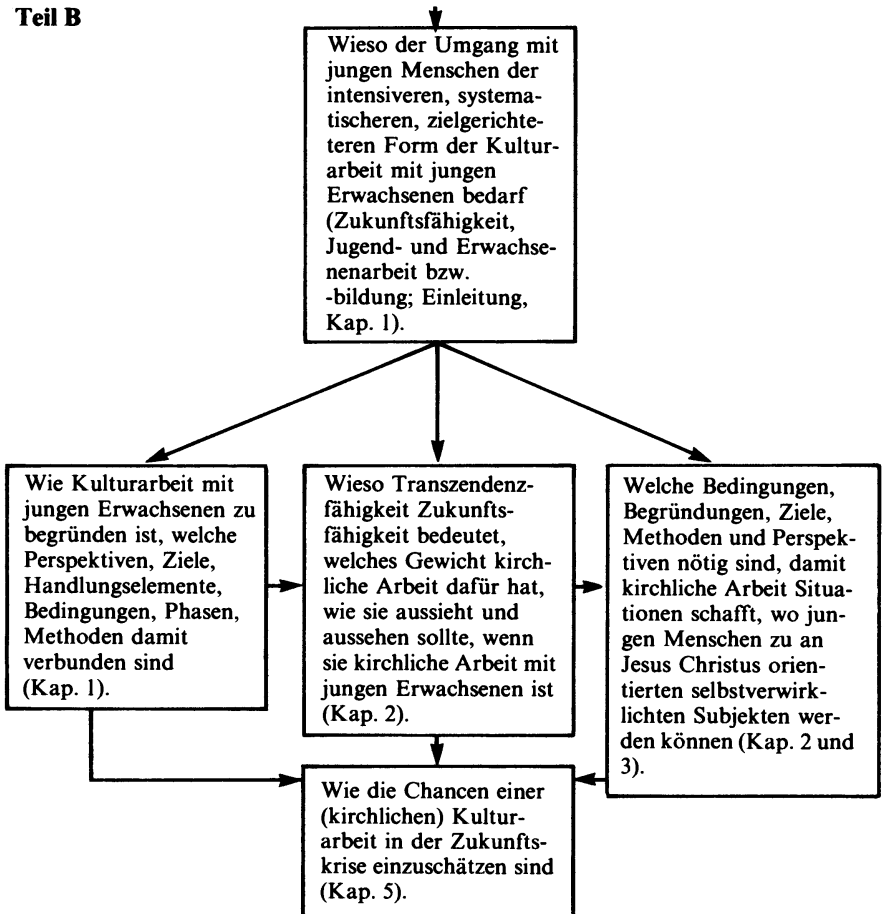 Teil B
Wieso der Umgang mit
jungen Menschen der
intensiveren, systema-
tischeren, zielgerichte-
teren Form der Kultur-
arbeit mit jungen
Erwachsenen bedarf
(Zukunftsfähigkeit,
Jugend- und Erwachse-
nenarbeit bzw.
-bildung; Einleitung,
Kap. 1).
Wie Kulturarbeit mit
jungen Erwachsenen zu
begründen ist, welche
Perspektiven, Ziele,
Handlungselemente,
Bedingungen, Phasen,
Methoden damit
verbunden sind
(Kap. 1).
Wieso Transzendenz-
fähigkeit Zukunfts-
fähigkeit bedeutet,
welches Gewicht kirch-
liche Arbeit dafür hat,
wie sie aussieht und
aussehen sollte, wenn
sie kirchliche Arbeit mit
jungen Erwachsenen ist
(Kap. 2).
Welche Bedingungen,
Begründungen, Ziele,
Methoden und Perspek-
tiven nötig sind, damit
kirchliche Arbeit Situa-
tionen schafft, wo jun-
gen Menschen zu an
Jesus Christus orien-
tierten selbstverwirk-
lichten Subjekten wer-
den können (Kap. 2 und
3).
Wie die Chancen einer
(kirchlichen) Kultur-
arbeit in der Zukunfts-
krise einzuschätzen sind
(Kap. 5).